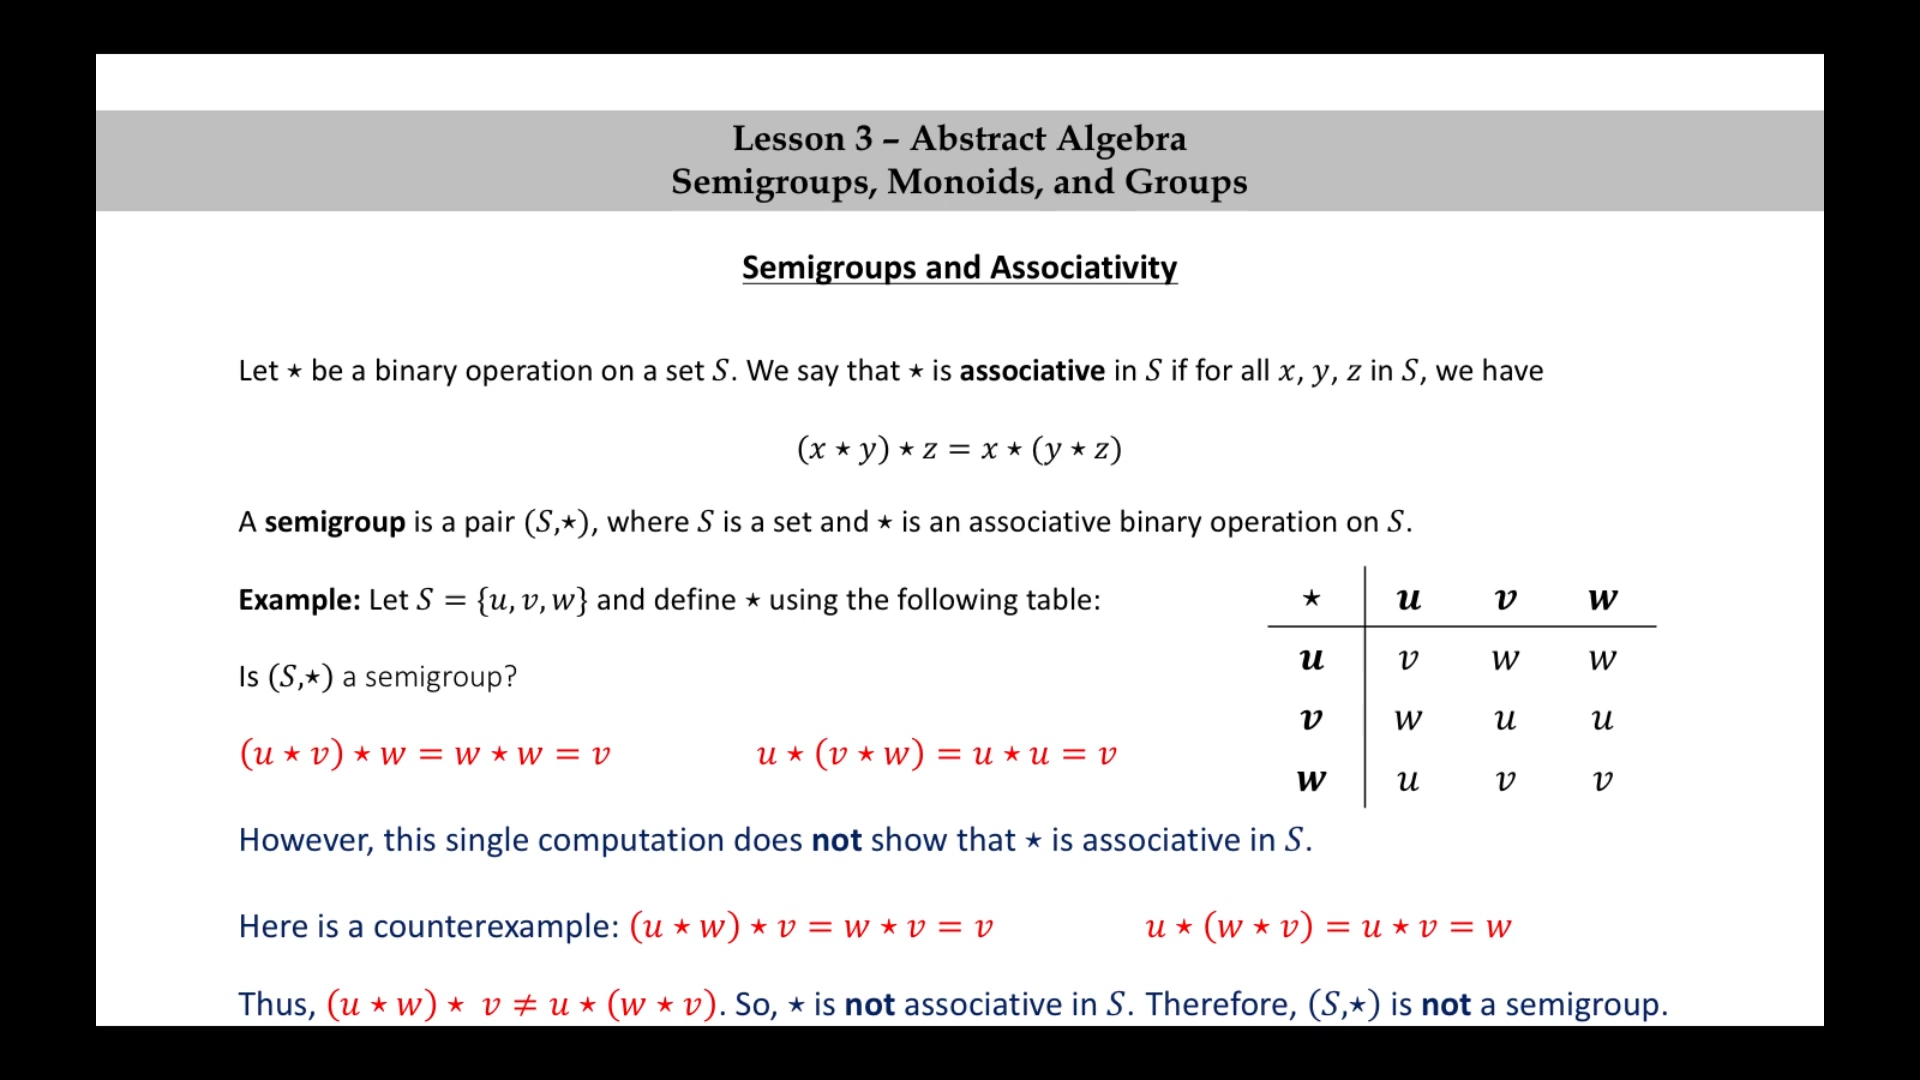 Lesson 3 – Abstract Algebra
Semigroups, Monoids, and Groups
Semigroups and Associativity
Let ⋆ be a binary operation on a set 𝑆. We say that ⋆ is associative in 𝑆 if for all 𝑥, 𝑦, 𝑧 in 𝑆, we have
(𝑥 ⋆ 𝑦) ⋆ 𝑧 = 𝑥 ⋆ (𝑦 ⋆ 𝑧)
A semigroup is a pair (𝑆,⋆), where 𝑆 is a set and ⋆ is an associative binary operation on 𝑆.
Example: Let 𝑆 = {𝑢, 𝑣, 𝑤} and define ⋆ using the following table:
Is (𝑆,⋆) a semigroup?
⋆ 𝒖 𝒗 𝒘
𝒖 𝑣 𝑤 𝑤
𝒗 𝑤 𝑢 𝑢
𝒘 𝑢 𝑣 𝑣
(𝑢 ⋆ 𝑣) ⋆ 𝑤 = 𝑤 ⋆ 𝑤 = 𝑣 𝑢 ⋆ (𝑣 ⋆ 𝑤) = 𝑢 ⋆ 𝑢 = 𝑣
However, this single computation does not show that ⋆ is associative in 𝑆.
Here is a counterexample: (𝑢 ⋆ 𝑤) ⋆ 𝑣 = 𝑤 ⋆ 𝑣 = 𝑣 𝑢 ⋆ (𝑤 ⋆ 𝑣) = 𝑢 ⋆ 𝑣 = 𝑤
Thus, (𝑢 ⋆ 𝑤) ⋆ 𝑣 ≠ 𝑢 ⋆ (𝑤 ⋆ 𝑣). So, ⋆ is not associative in 𝑆. Therefore, (𝑆,⋆) is not a semigroup.